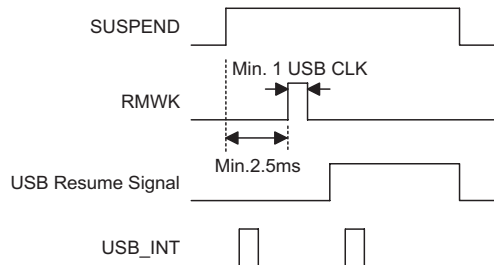 SUSPEND
Min. 1 USB CLK
RMWK
Min.2.5ms
USB Resume Signal
USB_INT